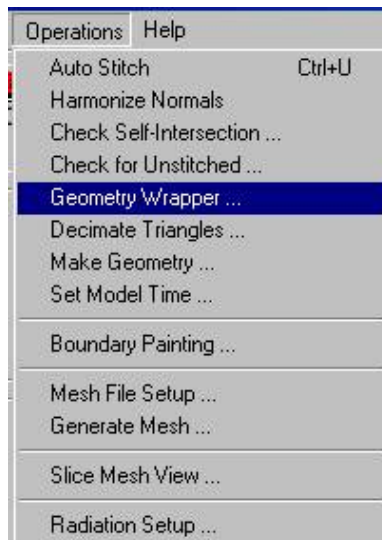 Operations Help
Auto Stitch Ctrl+U
Harmonize Normals
Check Self-Intersection ...
Check for Unstitched ...
Geometry Wrapper ...
Decimate Triangles ...
Make Geometry ...
Set Model Time ...
Boundary Painting ...
Mesh File Setup ...
Generate Mesh ...
Slice Mesh View ...
Radiation Setup ...